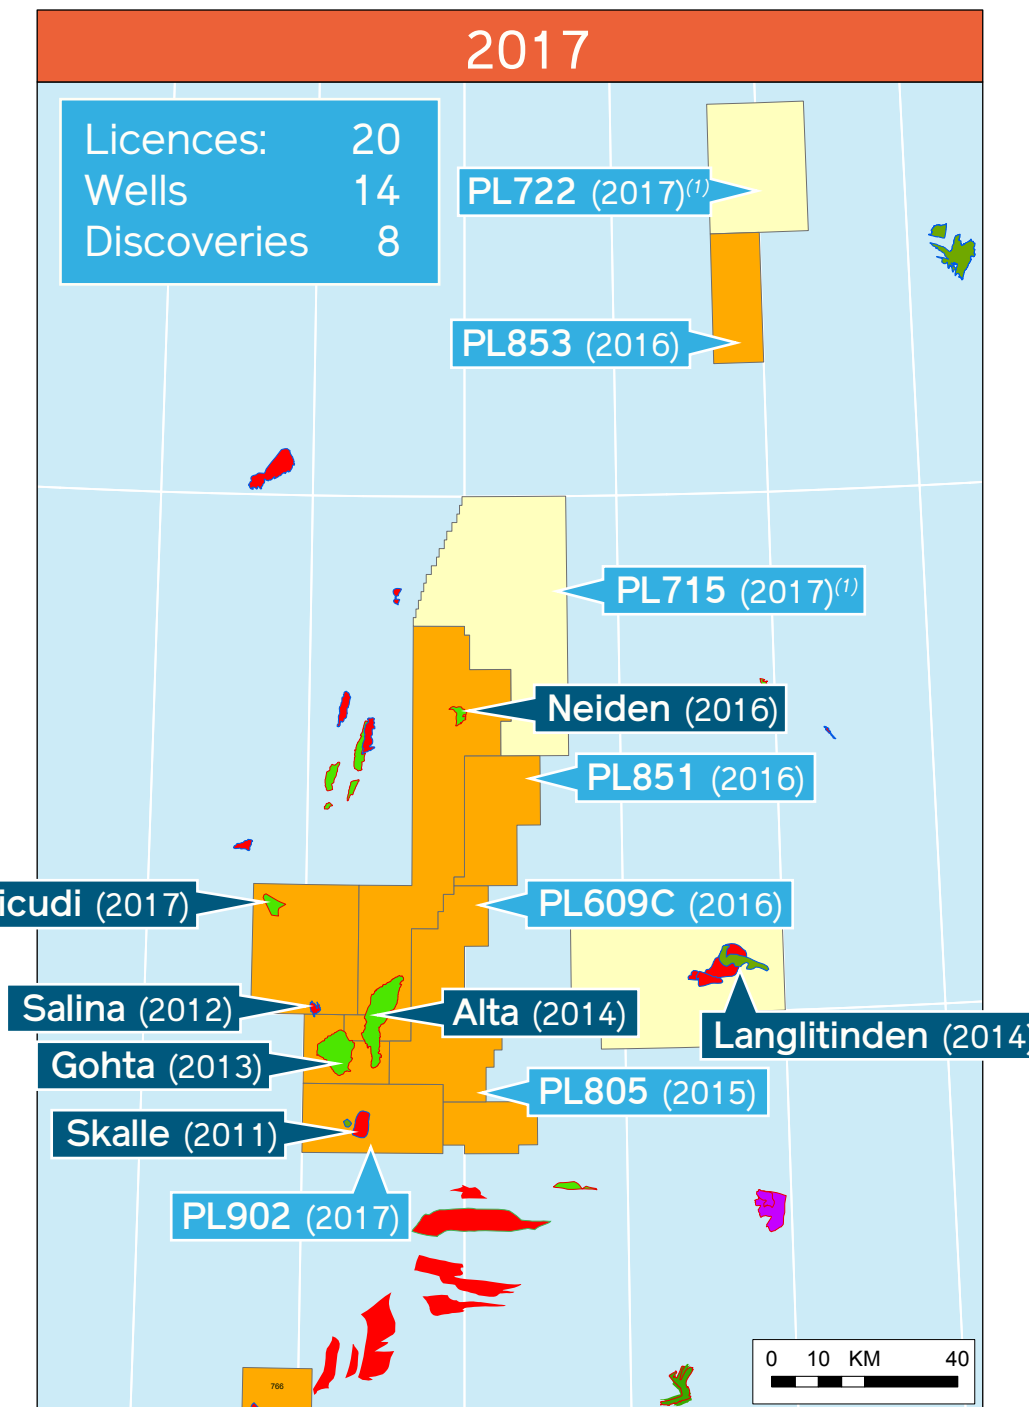 2017
Licences: 20
Wells 14
Discoveries 8
PL722 (2017)(1)
PL853 (2016)
PL715 (2017)(1)
Neiden (2016)
PL851 (2016)
icudi (2017)
PL609C (2016)
Salina (2012)
Alta (2014)
Langlitinden (2014)
Gohta (2013)
PL805 (2015)
Skalle (2011)
PL902 (2017)
0 10 KM 40
766